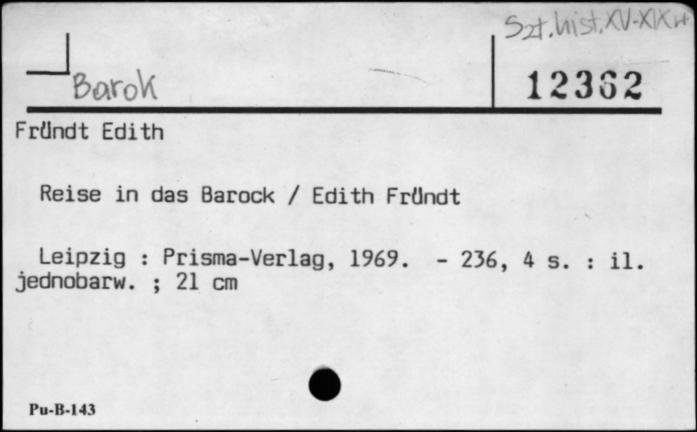 Szt. hist. XV-XIX w.
Barok
12362
Fründt Edith
Reise in das Barock / Edith Fründt
Leipzig : Prisma-Verlag, 1969. - 236, 4 s. : il.
jednobarw. ; 21 cm
Pu-B-143